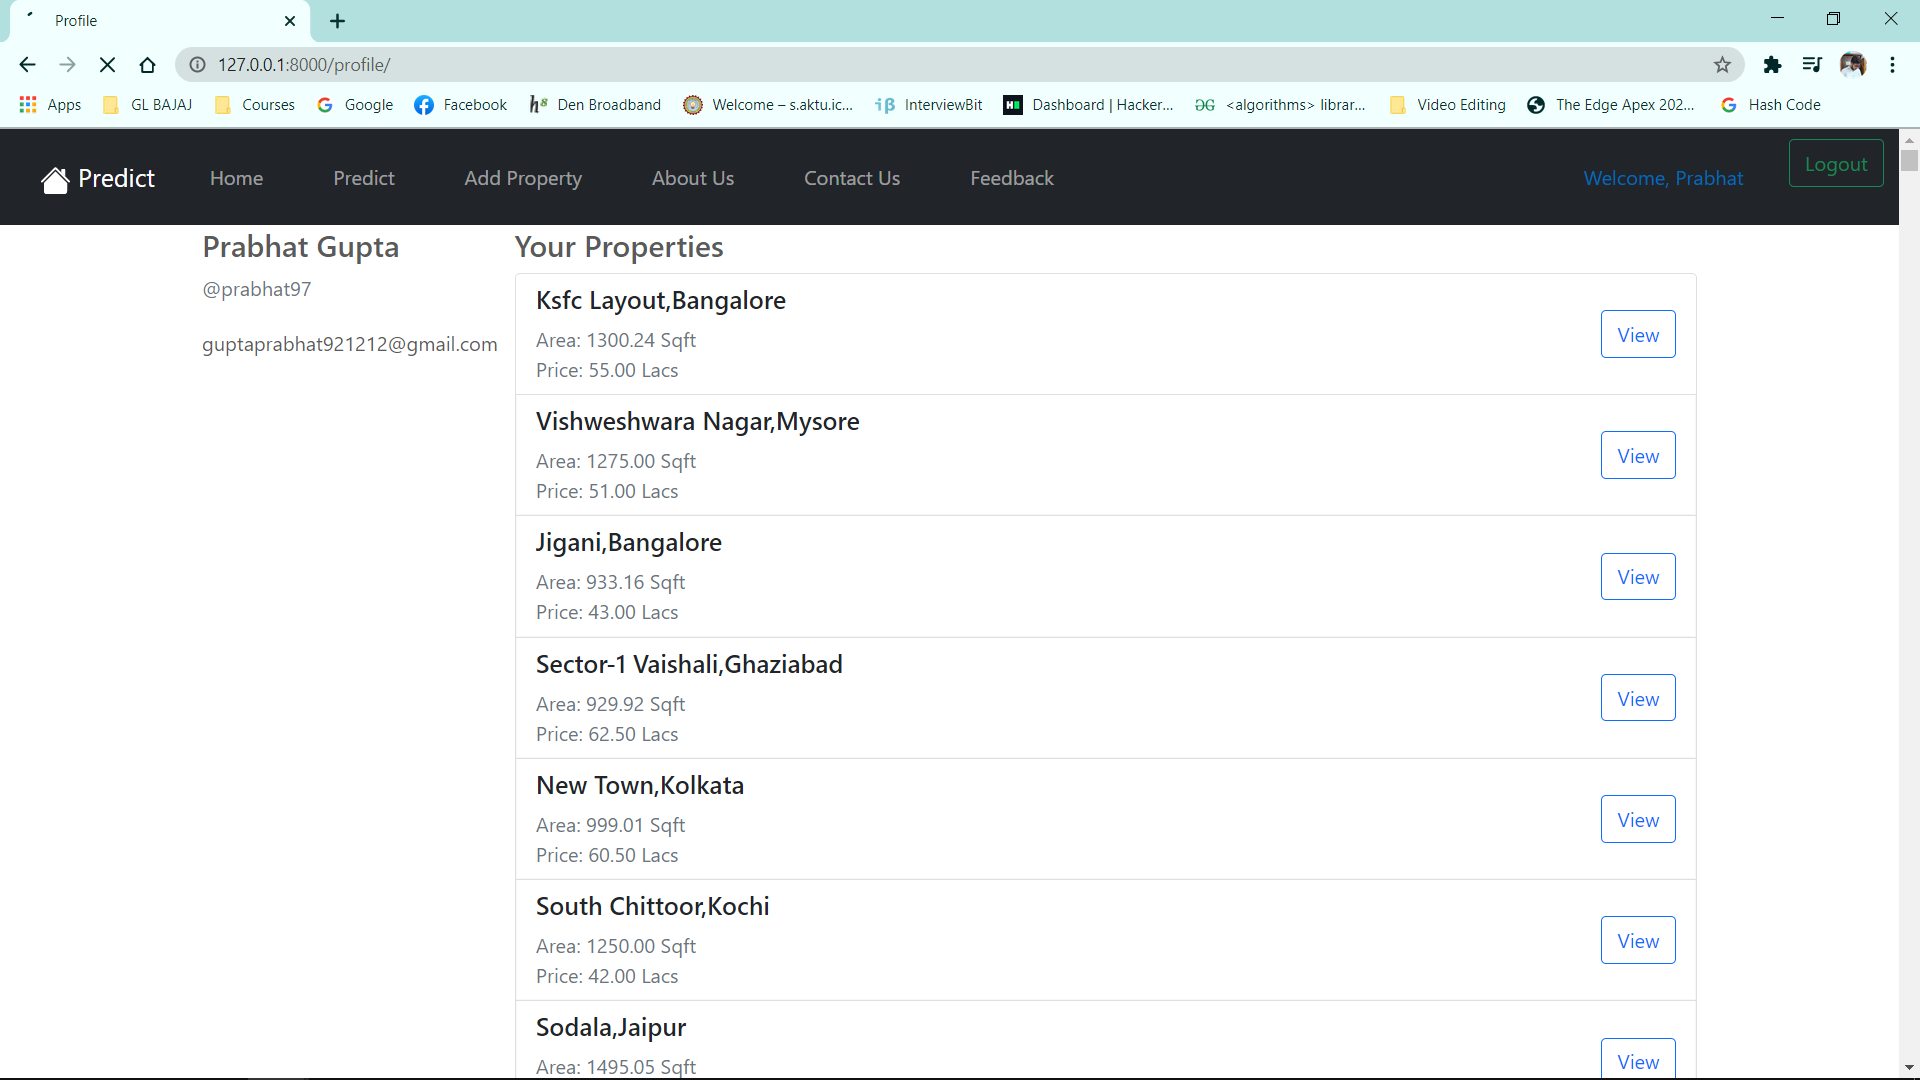 Profile
127.0.0.1:8000/profile/
Apps GL BAJAJ Courses Google Facebook Den Broadband Welcome – s.aktu.ic... InterviewBit Dashboard | Hacker... <algorithms> librar... Video Editing The Edge Apex 202... Hash Code
Predict Home Predict Add Property About Us Contact Us Feedback Welcome, Prabhat Logout
Prabhat Gupta
@prabhat97
guptaprabhat921212@gmail.com
Your Properties
Ksfc Layout,Bangalore
Area: 1300.24 Sqft
Price: 55.00 Lacs
View
Vishweshwara Nagar,Mysore
Area: 1275.00 Sqft
Price: 51.00 Lacs
View
Jigani,Bangalore
Area: 933.16 Sqft
Price: 43.00 Lacs
View
Sector-1 Vaishali,Ghaziabad
Area: 929.92 Sqft
Price: 62.50 Lacs
View
New Town,Kolkata
Area: 999.01 Sqft
Price: 60.50 Lacs
View
South Chittoor,Kochi
Area: 1250.00 Sqft
Price: 42.00 Lacs
View
Sodala,Jaipur
Area: 1495.05 Sqft
View